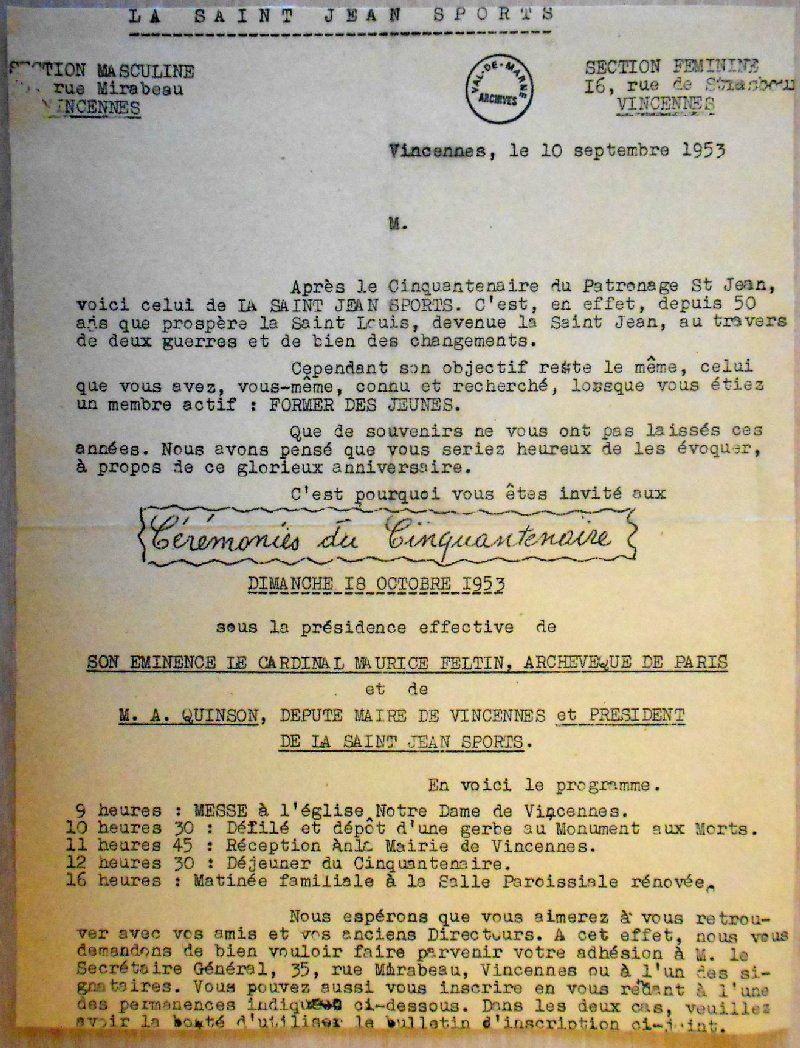 LA SAINT JEAN SPORTS
SECTION MASCULINE
rue Mirabeau
VINCENNES
VAL-DE-MARNE
ARCHIVES
SECTION FEMININE
16, rue de Strasbourg
VINCENNES
Vincennes, le 10 septembre 1953
M.
Après le Cinquantenaire du Patronage St Jean,
voici celui de LA SAINT JEAN SPORTS. C'est, en effet, depuis 50
ans que prospère la Saint Louis, devenue la Saint Jean, au travers
de deux guerres et de bien des changements.
Cependant son objectif reste le même, celui
que vous avez, vous-même, connu et recherché, lorsque vous étiez
un membre actif : FORMER DES JEUNES.
Que de souvenirs ne vous ont pas laissés ces
années. Nous avons pensé que vous seriez heureux de les évoquer,
à propos de ce glorieux anniversaire.
C'est pourquoi vous êtes invité aux
Cérémonies du Cinquantenaire
DIMANCHE 18 OCTOBRE 1953
sous la présidence effective de
SON EMINENCE LE CARDINAL MAURICE FELTIN, ARCHEVEQUE DE PARIS
et de
M. A. QUINSON, DEPUTE MAIRE DE VINCENNES et PRESIDENT
DE LA SAINT JEAN SPORTS.
En voici le programme.
9 heures : MESSE à l'église Notre Dame de Vincennes.
10 heures 30 : Défilé et dépôt d'une gerbe au Monument aux Morts.
11 heures 45 : Réception à la Mairie de Vincennes.
12 heures 30 : Déjeuner du Cinquantenaire.
16 heures : Matinée familiale à la Salle Paroissiale rénovée.
Nous espérons que vous aimerez à vous retrou-
ver avec vos amis et vos anciens Directeurs. A cet effet, nous vous
demandons de bien vouloir faire parvenir votre adhésion à M. le
Secrétaire Général, 35, rue Mirabeau, Vincennes ou à l'un des si-
gnataires. Vous pouvez aussi vous inscrire en vous rendant à l'une
des permanences indiquées ci-dessous. Dans les deux cas, veuillez
avoir la bonté d'utiliser le bulletin d'inscription ci-joint.